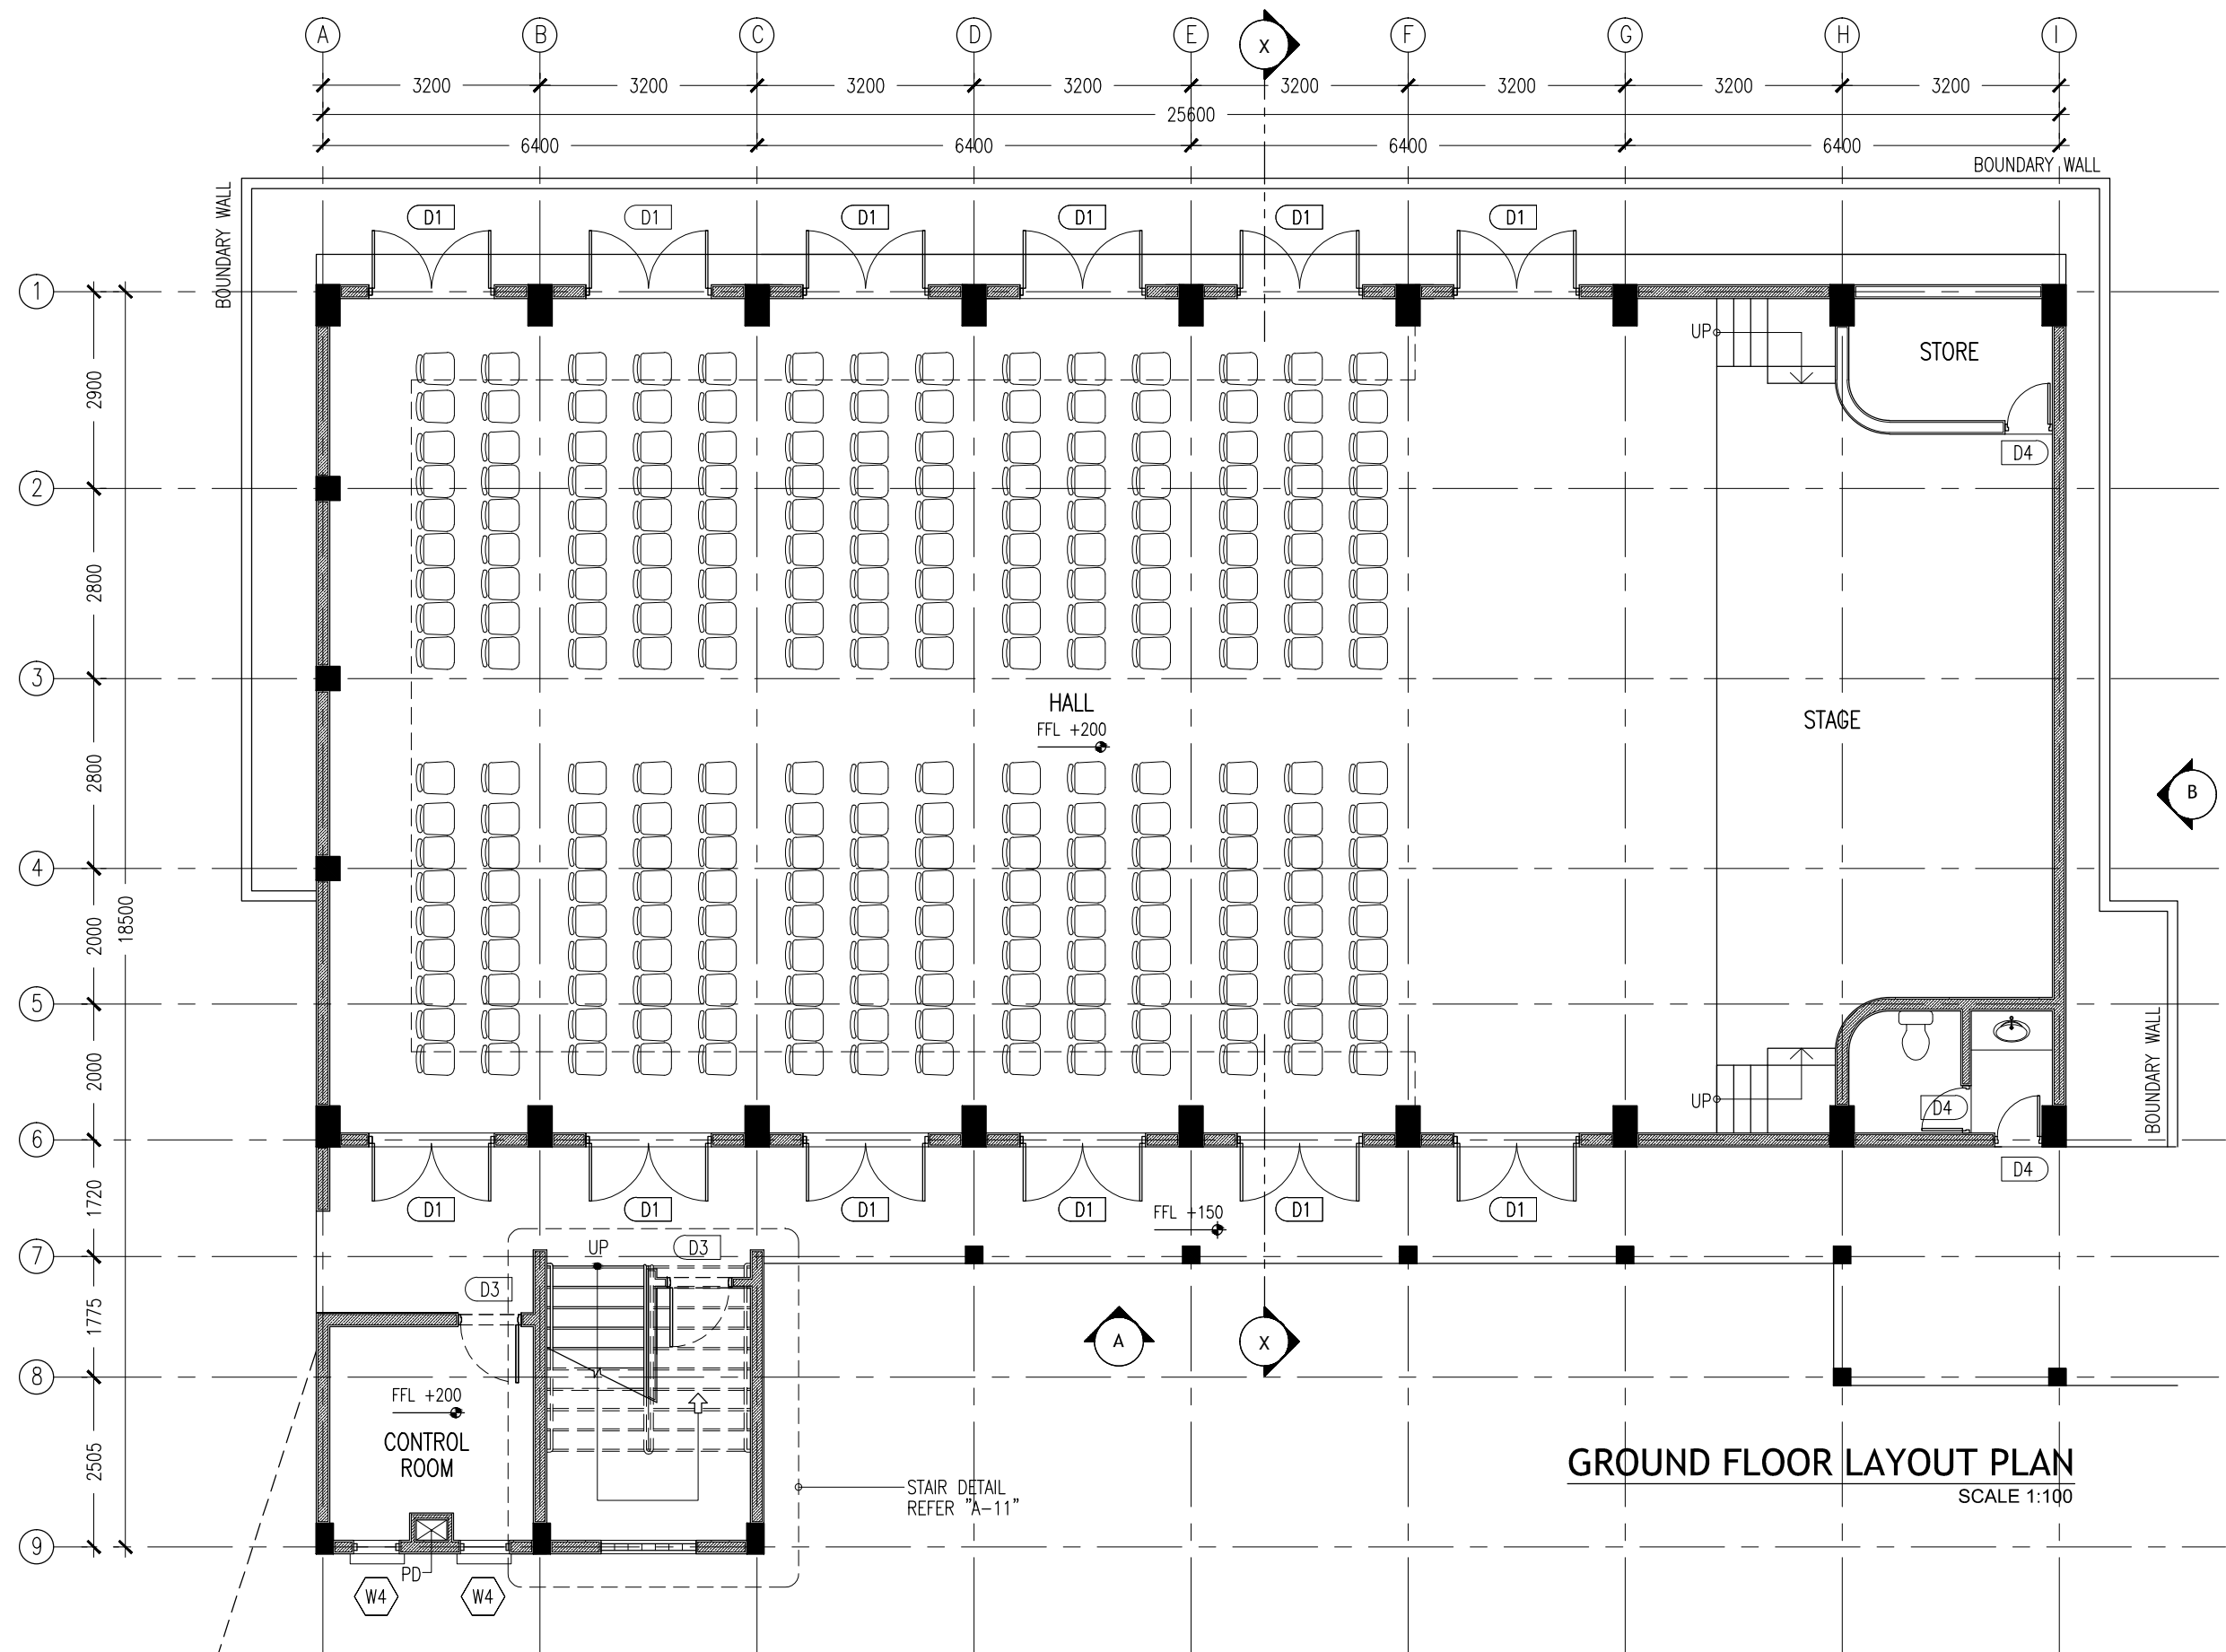 A B C D E X F G H I
3200 3200 3200 3200 3200 3200 3200 3200
25600
6400 6400 6400 6400
BOUNDARY WALL
BOUNDARY WALL
D1 D1 D1 D1 D1 D1
1
UP
STORE
2900
D4
2
2800
3
HALL
FFL +200
STAGE
2800
B
4
2000
18500
5
2000
BOUNDARY WALL
UP
D4
6
D4
1720
D1 D1 D1 D1 D1 D1
FFL +150
7
UP
D3
D3
1775
A
X
8
FFL +200
CONTROL
ROOM
2505
GROUND FLOOR LAYOUT PLAN
SCALE 1:100
STAIR DETAIL
REFER "A-11"
9
PD
W4 W4